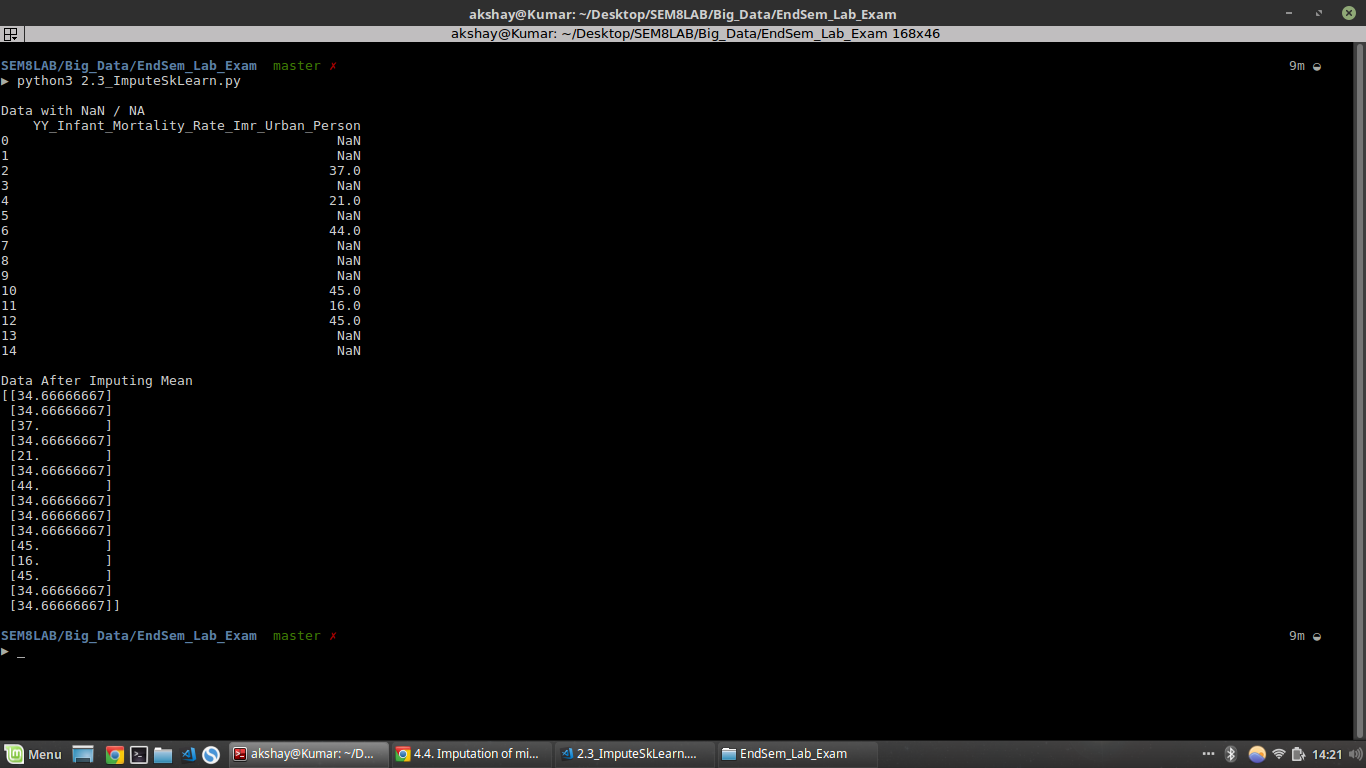 akshay@Kumar: ~/Desktop/SEM8LAB/Big_Data/EndSem_Lab_Exam
akshay@Kumar: ~/Desktop/SEM8LAB/Big_Data/EndSem_Lab_Exam 168x46
SEM8LAB/Big_Data/EndSem_Lab_Exam  master ✗ 9m
▶ python3 2.3_ImputeSkLearn.py
Data with NaN / NA
YY_Infant_Mortality_Rate_Imr_Urban_Person
0 NaN
1 NaN
2 37.0
3 NaN
4 21.0
5 NaN
6 44.0
7 NaN
8 NaN
9 NaN
10 45.0
11 16.0
12 45.0
13 NaN
14 NaN
Data After Imputing Mean
[[34.66666667]
[34.66666667]
[37.        ]
[34.66666667]
[21.        ]
[34.66666667]
[44.        ]
[34.66666667]
[34.66666667]
[34.66666667]
[45.        ]
[16.        ]
[45.        ]
[34.66666667]
[34.66666667]]
SEM8LAB/Big_Data/EndSem_Lab_Exam  master ✗ 9m
▶ _
Menu akshay@Kumar: ~/D... 4.4. Imputation of mi... 2.3_ImputeSkLearn.... EndSem_Lab_Exam 14:21